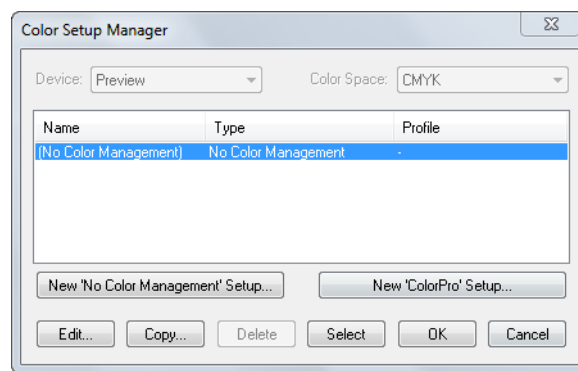 Color Setup Manager
Device: Preview Color Space: CMYK
Name Type Profile
(No Color Management) No Color Management -
New 'No Color Management' Setup... New 'ColorPro' Setup...
Edit... Copy... Delete Select OK Cancel